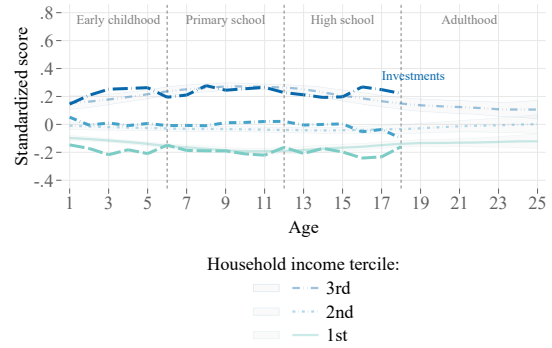 Early childhood Primary school High school Adulthood
Standardized score
.8
.6
.4
.2
0
-.2
-.4
Investments
1 3 5 7 9 11 13 15 17 19 21 23 25
Age
Household income tercile:
3rd
2nd
1st